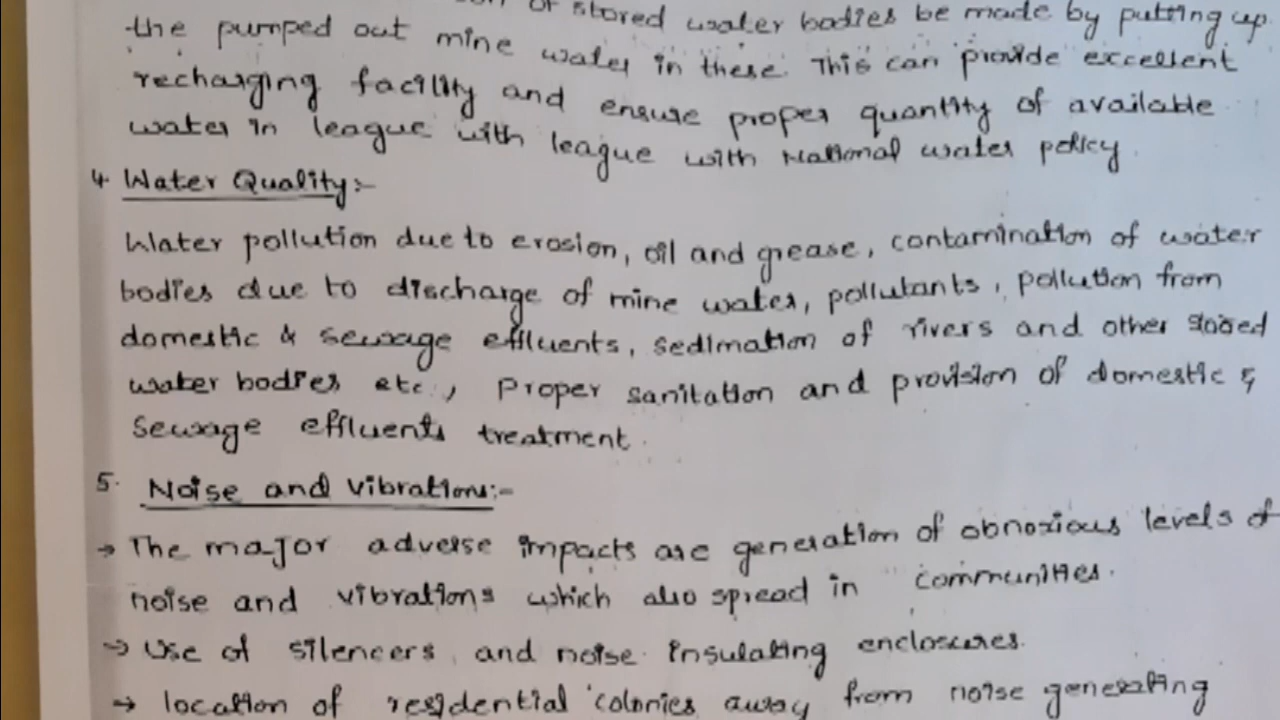 of stored water bodies be made by putting up
the pumped out mine water in these. This can provide excellent
recharging facility and ensure proper quantity of available
water in league with league with National water policy.
4. Water Quality:-
Water pollution due to erosion, oil and grease, contamination of water
bodies due to discharge of mine water, pollutants, pollution from
domestic & sewage effluents, sedimation of rivers and other stored
water bodies etc., Proper sanitation and provision of domestic &
Sewage effluents treatment.
5. Noise and Vibrations:-
→ The major adverse impacts are generation of obnoxious levels of
noise and vibrations which also spread in communities.
→ Use of silencers and noise insulating enclosures.
→ location of residential colonies away from noise generating